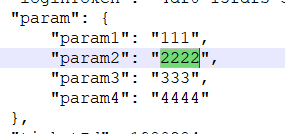 "param": {
"param1": "111",
"param2": "2222",
"param3": "333",
"param4": "4444"
},